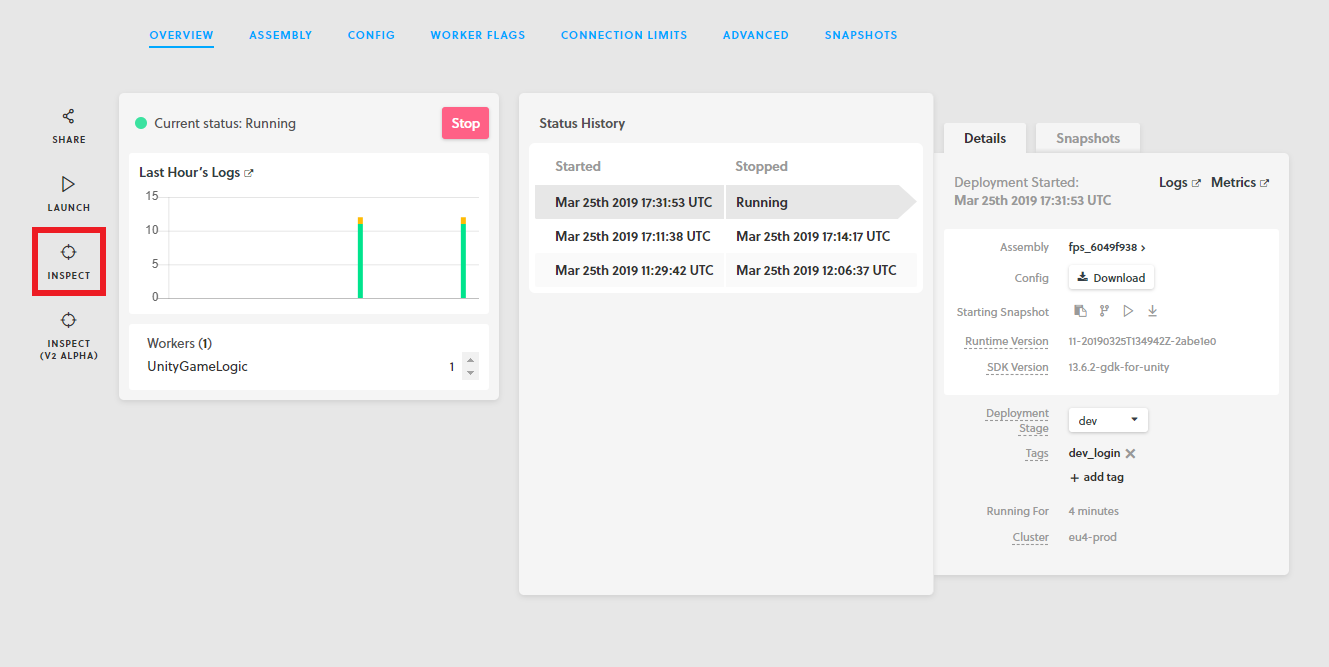 OVERVIEW ASSEMBLY CONFIG WORKER FLAGS CONNECTION LIMITS ADVANCED SNAPSHOTS
SHARE
LAUNCH
INSPECT
INSPECT
(V2 ALPHA)
Current status: Running
Stop
Last Hour's Logs
15
10
5
0
Workers (1)
UnityGameLogic 1
Status History
Started Stopped
Mar 25th 2019 17:31:53 UTC Running
Mar 25th 2019 17:11:38 UTC Mar 25th 2019 17:14:17 UTC
Mar 25th 2019 11:29:42 UTC Mar 25th 2019 12:06:37 UTC
Details Snapshots
Deployment Started: Logs Metrics
Mar 25th 2019 17:31:53 UTC
Assembly fps_6049f938 >
Config Download
Starting Snapshot
Runtime Version 11-20190325T134942Z-2abe1e0
SDK Version 13.6.2-gdk-for-unity
Deployment
Stage dev
Tags dev_login ✕
+ add tag
Running For 4 minutes
Cluster eu4-prod